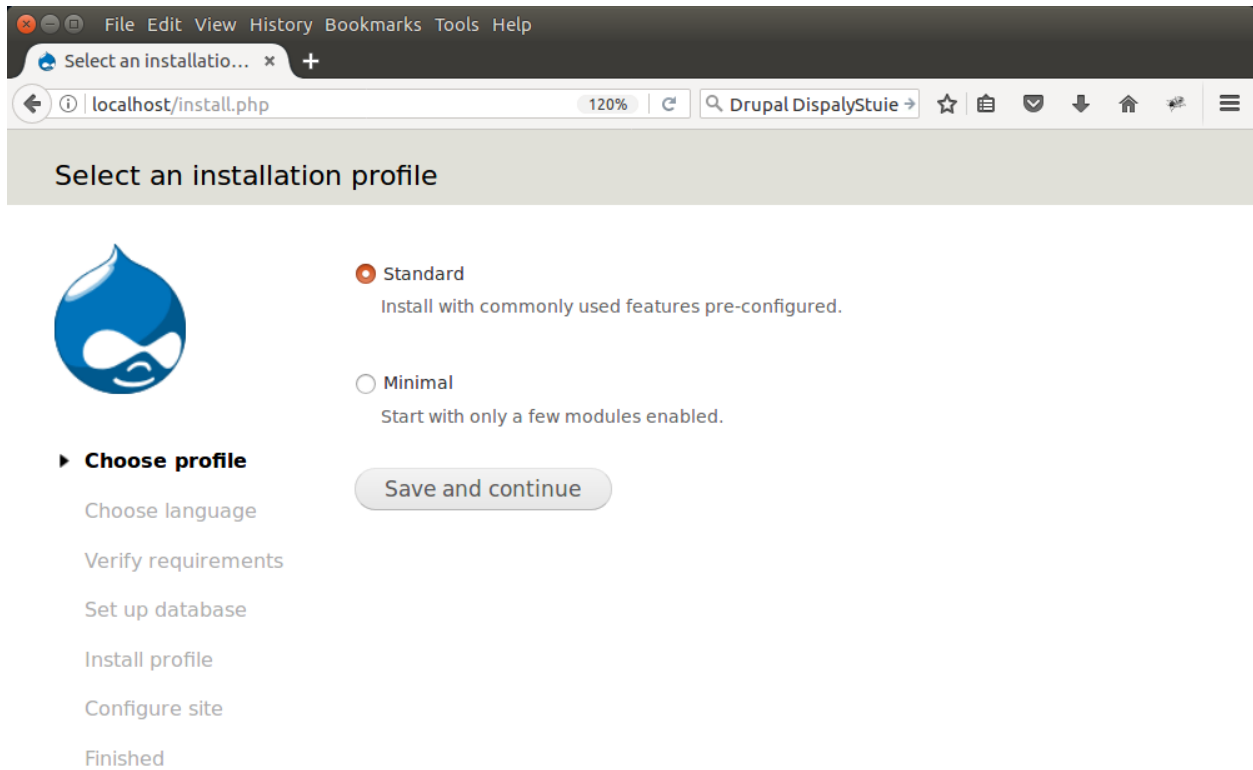 File Edit View History Bookmarks Tools Help
Select an installatio... × +
localhost/install.php 120% Drupal DispalyStuie
Select an installation profile
Standard
Install with commonly used features pre-configured.
Minimal
Start with only a few modules enabled.
Save and continue
Choose profile
Choose language
Verify requirements
Set up database
Install profile
Configure site
Finished